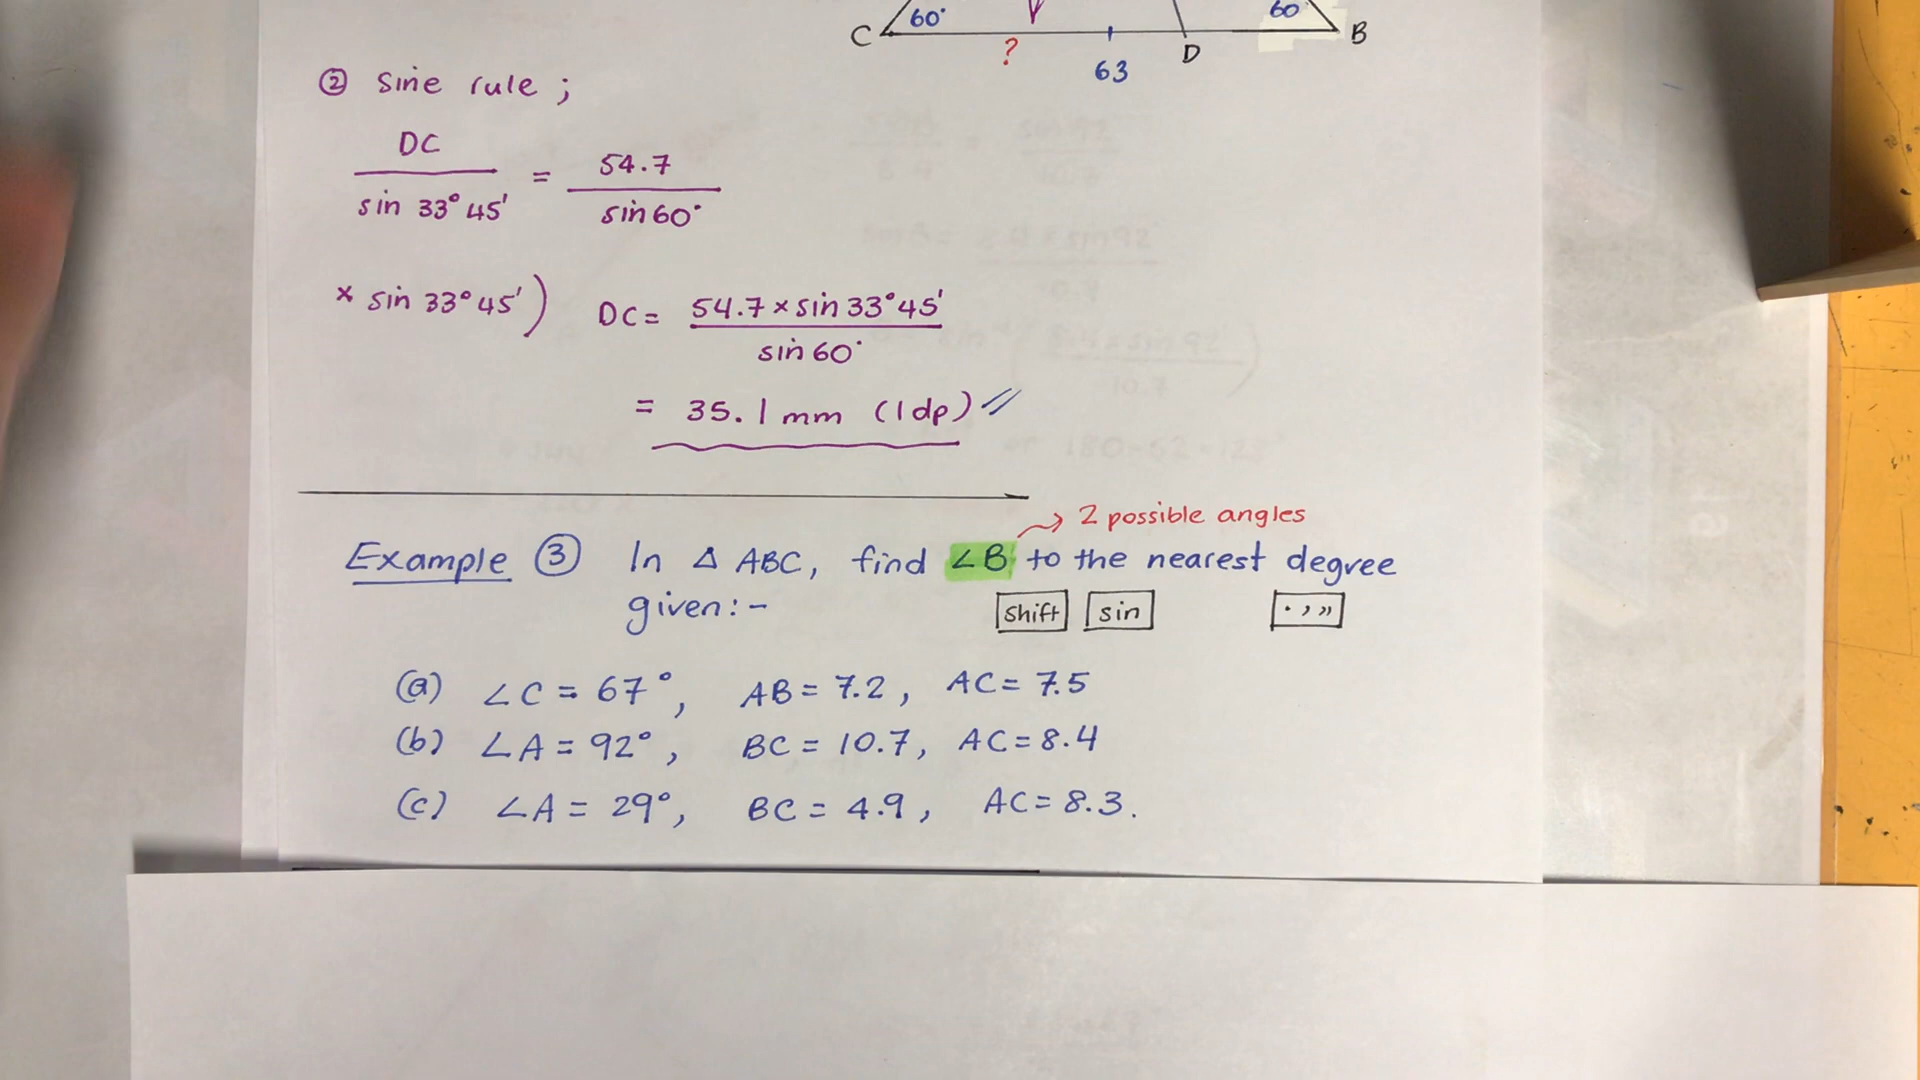 C 60° ? 63 D 60 B
② Sine rule ;
DC / sin 33°45' = 54.7 / sin 60°
× sin 33°45' ) DC = 54.7 × sin 33°45' / sin 60°
= 35.1 mm (1dp)
→ 2 possible angles
Example ③ In Δ ABC, find ∠B to the nearest degree
given :-
shift sin ° ’ ”
(a) ∠C = 67°, AB = 7.2, AC = 7.5
(b) ∠A = 92°, BC = 10.7, AC = 8.4
(c) ∠A = 29°, BC = 4.9, AC = 8.3.